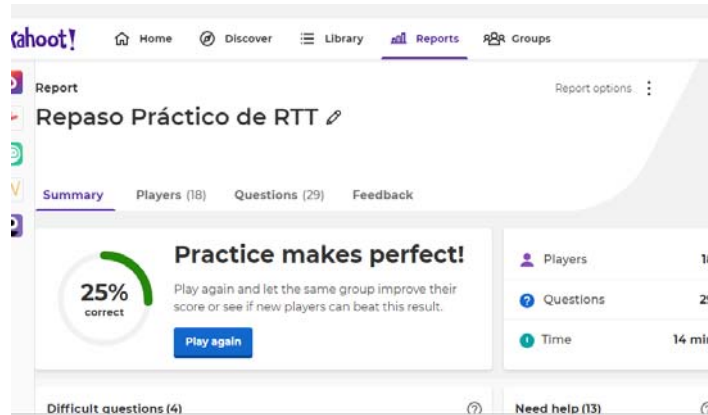 Kahoot!
Home
Discover
Library
Reports
Groups
Report
Report options
Repaso Práctico de RTT
Summary
Players (18)
Questions (29)
Feedback
25%
correct
Practice makes perfect!
Play again and let the same group improve their
score or see if new players can beat this result.
Play again
Players
Questions
Time
14 min
Difficult questions (4)
Need help (13)